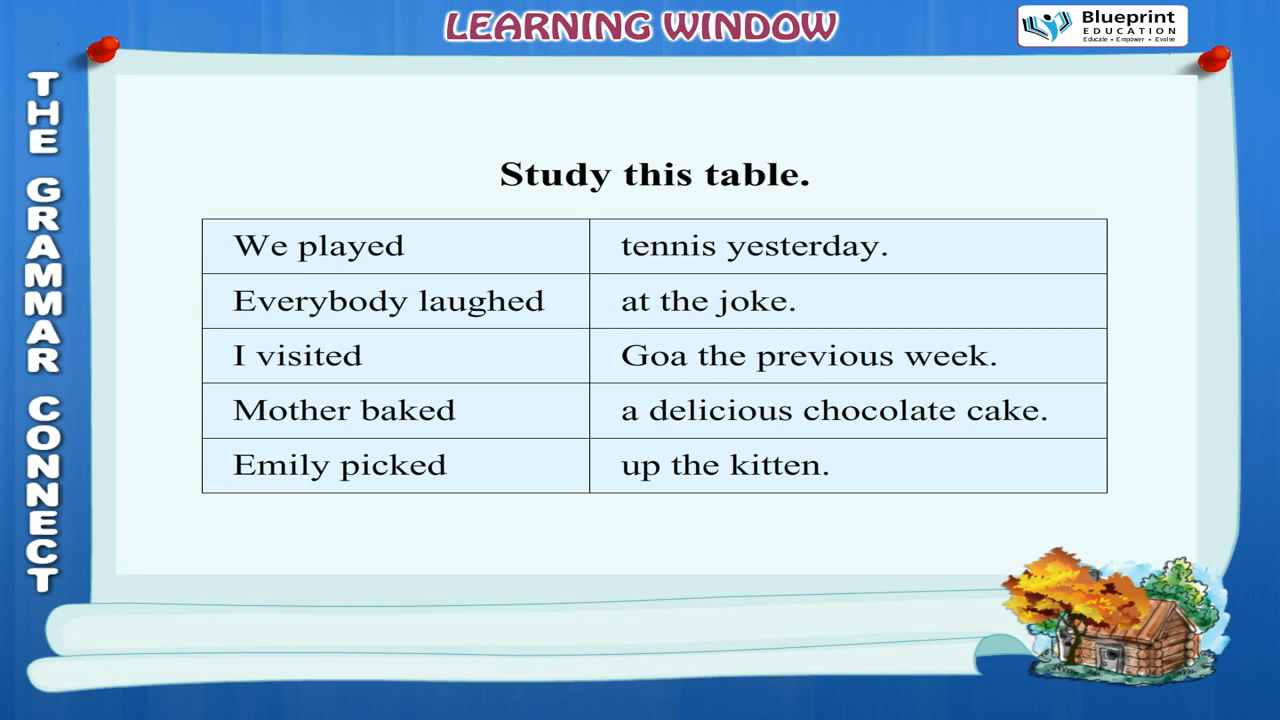 LEARNING WINDOW
Blueprint
EDUCATION
Educate • Empower • Evolve
THE GRAMMAR CONNECT
Study this table.
We played tennis yesterday.
Everybody laughed at the joke.
I visited Goa the previous week.
Mother baked a delicious chocolate cake.
Emily picked up the kitten.